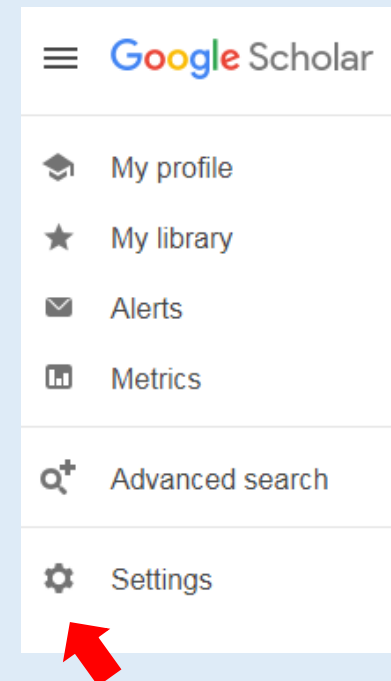 Google Scholar
My profile
My library
Alerts
Metrics
Advanced search
Settings